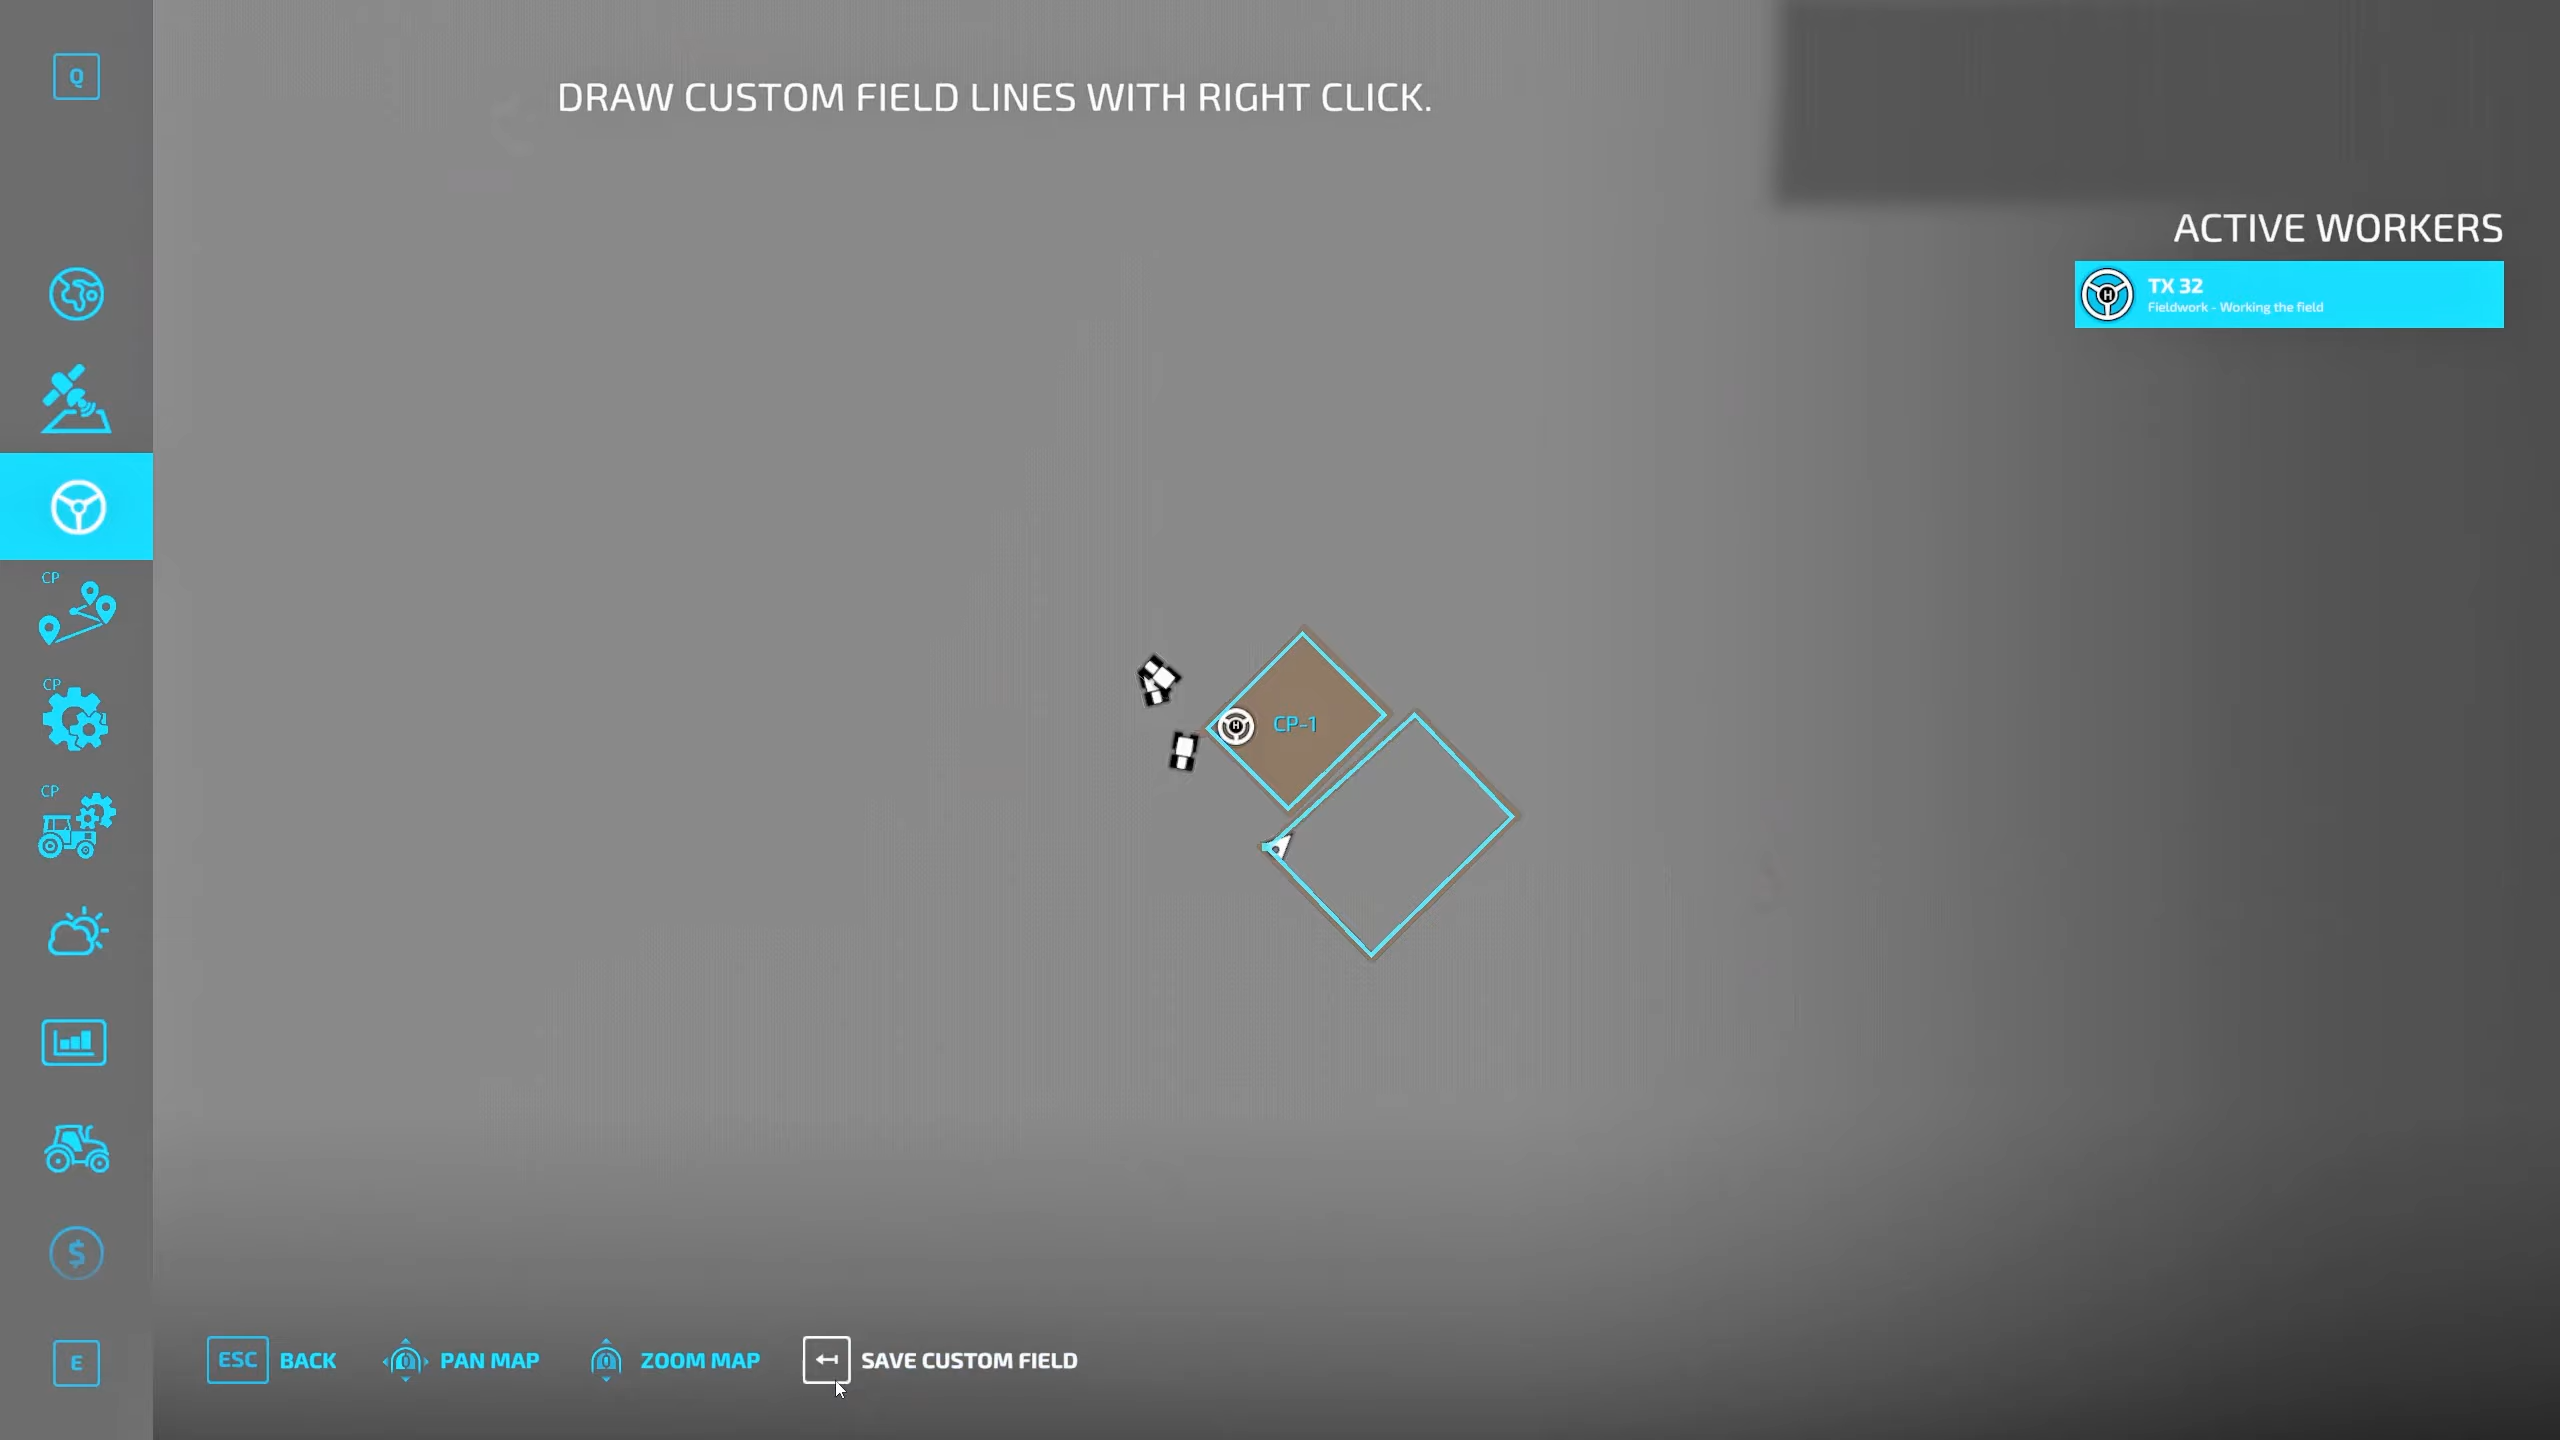 Q
DRAW CUSTOM FIELD LINES WITH RIGHT CLICK.
ACTIVE WORKERS
H
TX 32
Fieldwork - Working the field
CP
CP
H
CP-1
CP
$
E
ESC BACK
PAN MAP
ZOOM MAP
SAVE CUSTOM FIELD